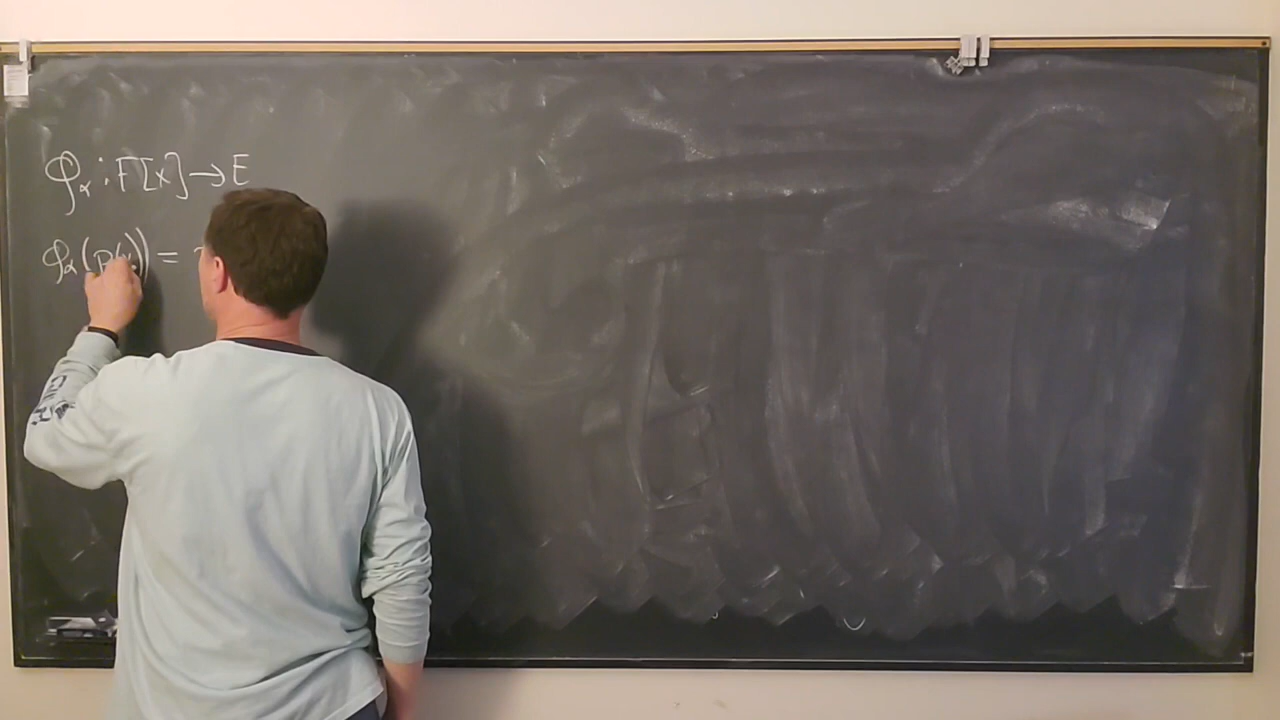 φ_α : F[x] → E
φ_α(p(x)) =